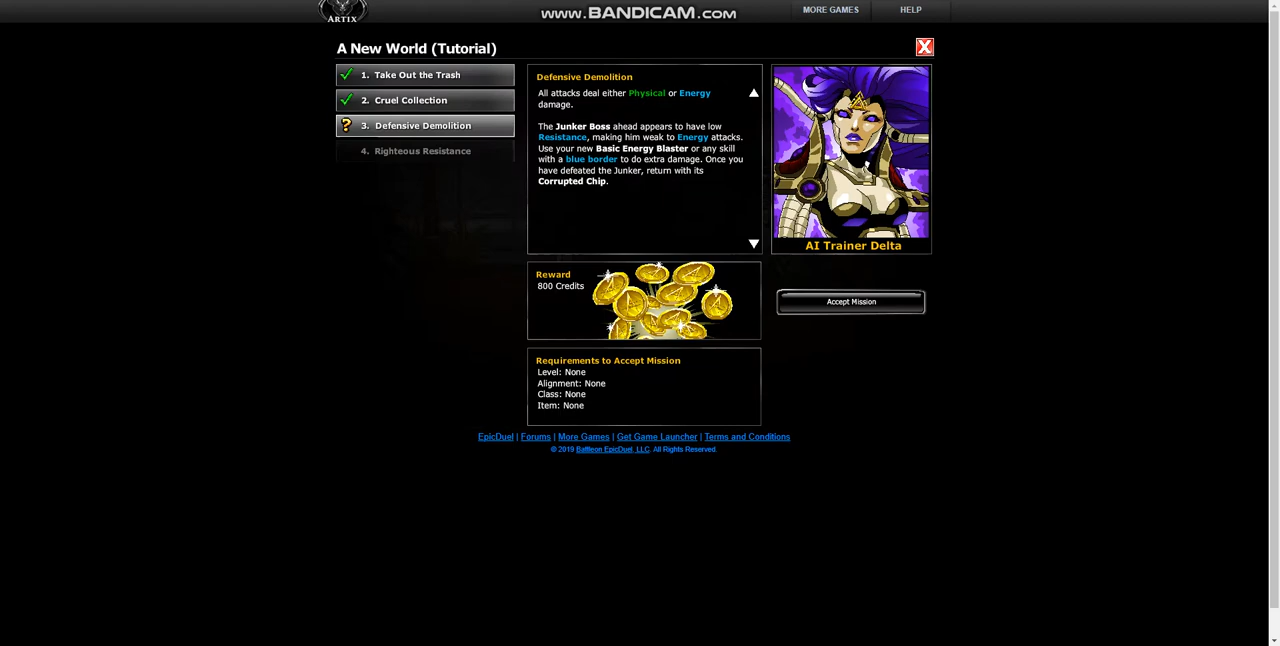 ARTIX
www.BANDICAM.com
MORE GAMES
HELP
A New World (Tutorial)
X
1. Take Out the Trash
2. Cruel Collection
? 3. Defensive Demolition
4. Righteous Resistance
Defensive Demolition
All attacks deal either Physical or Energy
damage.
The Junker Boss ahead appears to have low
Resistance, making him weak to Energy attacks.
Use your new Basic Energy Blaster or any skill
with a blue border to do extra damage. Once you
have defeated the Junker, return with its
Corrupted Chip.
AI Trainer Delta
Reward
800 Credits
Accept Mission
Requirements to Accept Mission
Level: None
Alignment: None
Class: None
Item: None
EpicDuel | Forums | More Games | Get Game Launcher | Terms and Conditions
© 2019 Battleon EpicDuel, LLC. All Rights Reserved.